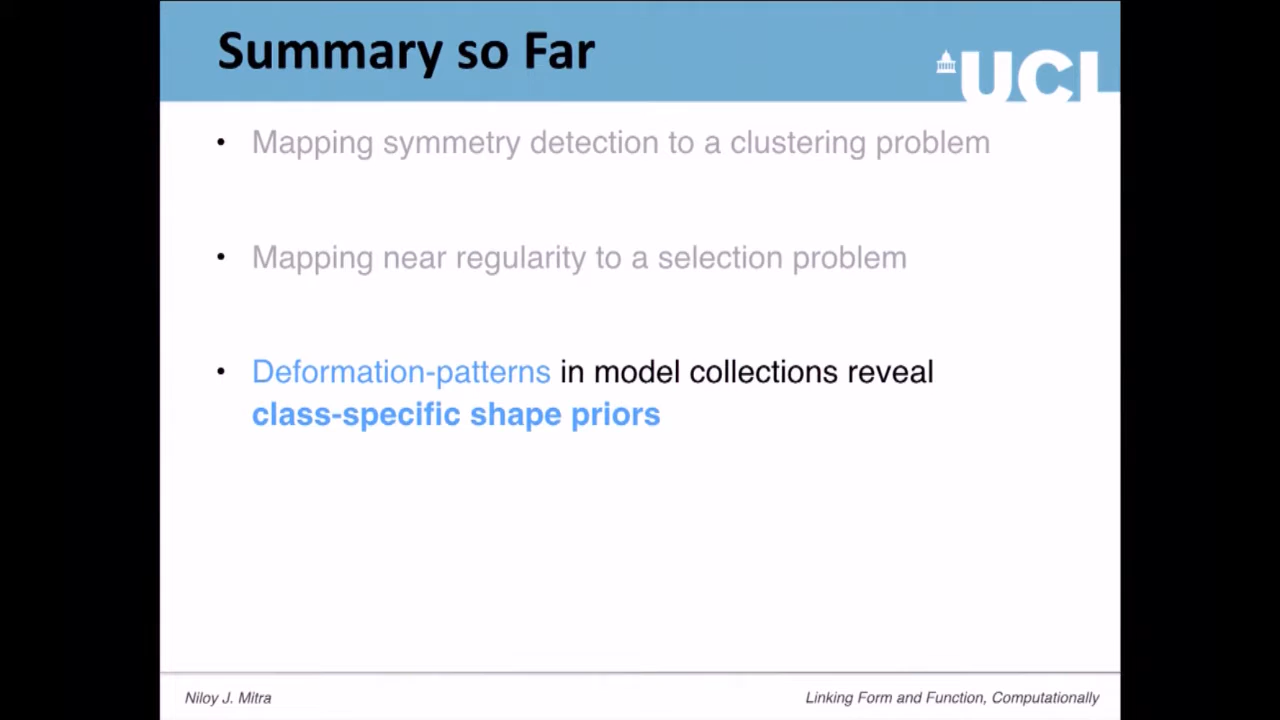 Summary so Far
UCL
• Mapping symmetry detection to a clustering problem
• Mapping near regularity to a selection problem
• Deformation-patterns in model collections reveal
class-specific shape priors
Niloy J. Mitra
Linking Form and Function, Computationally